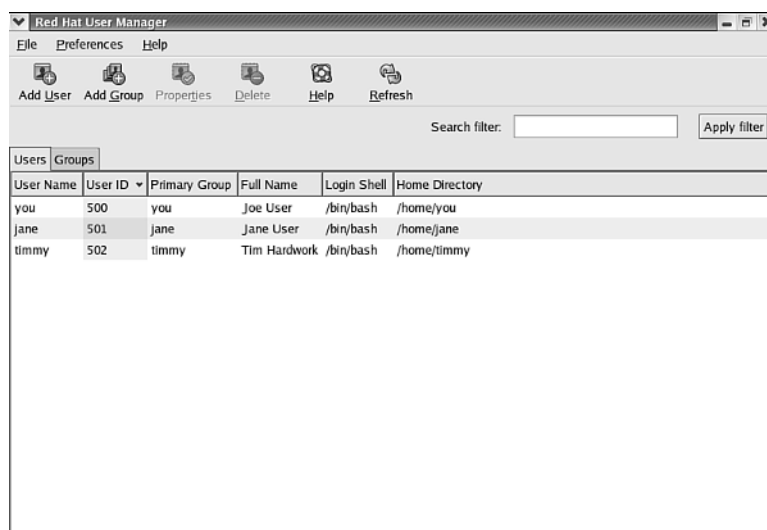 Red Hat User Manager
File Preferences Help
Add User Add Group Properties Delete Help Refresh
Search filter: Apply filter
Users Groups
User Name User ID Primary Group Full Name Login Shell Home Directory
you 500 you Joe User /bin/bash /home/you
jane 501 jane Jane User /bin/bash /home/jane
timmy 502 timmy Tim Hardwork /bin/bash /home/timmy